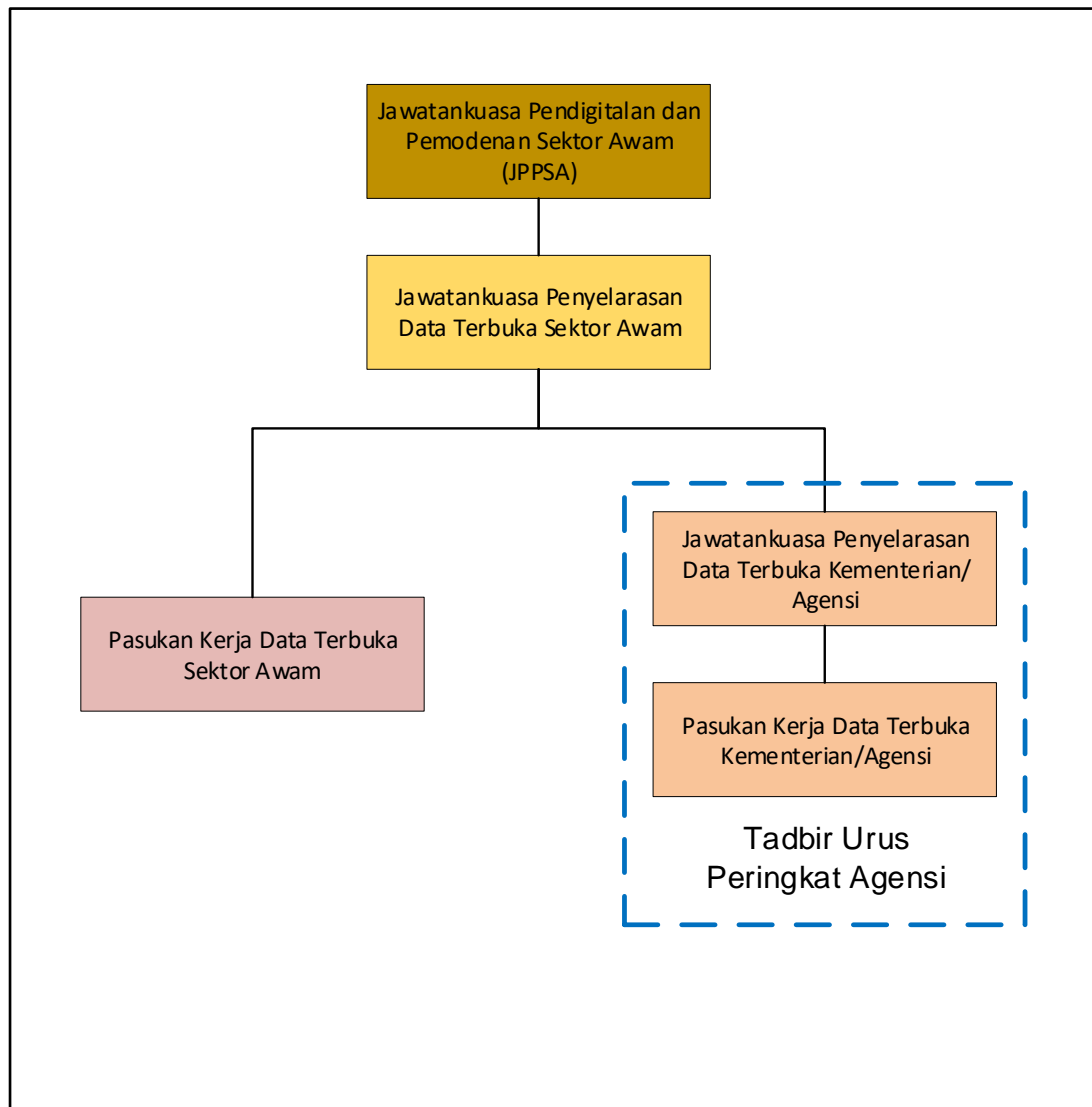 Jawatankuasa Pendigitalan dan
Pemodenan Sektor Awam
(JPPSA)
Jawatankuasa Penyelarasan
Data Terbuka Sektor Awam
Jawatankuasa Penyelarasan
Data Terbuka Kementerian/
Agensi
Pasukan Kerja Data Terbuka
Sektor Awam
Pasukan Kerja Data Terbuka
Kementerian/Agensi
Tadbir Urus
Peringkat Agensi